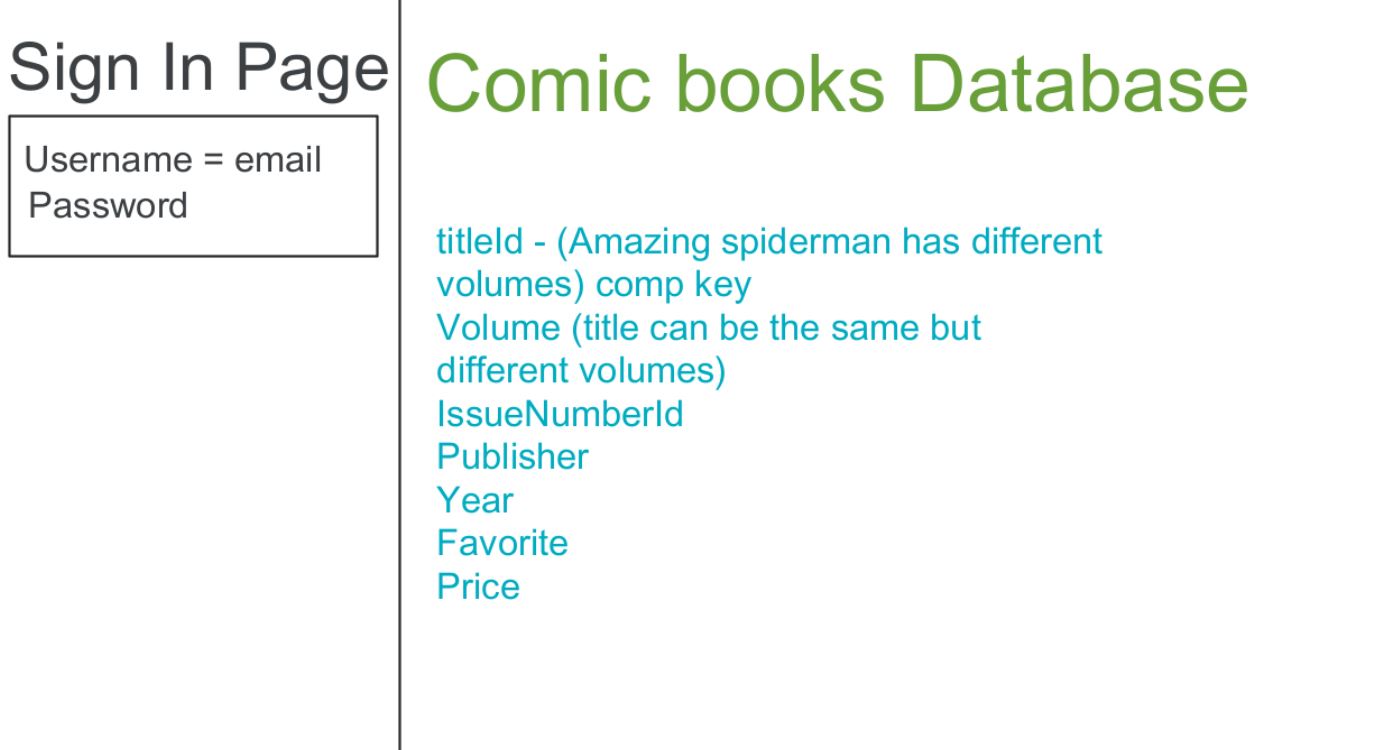 Sign In Page
Username = email
Password
Comic books Database
titleId - (Amazing spiderman has different
volumes) comp key
Volume (title can be the same but
different volumes)
IssueNumberId
Publisher
Year
Favorite
Price